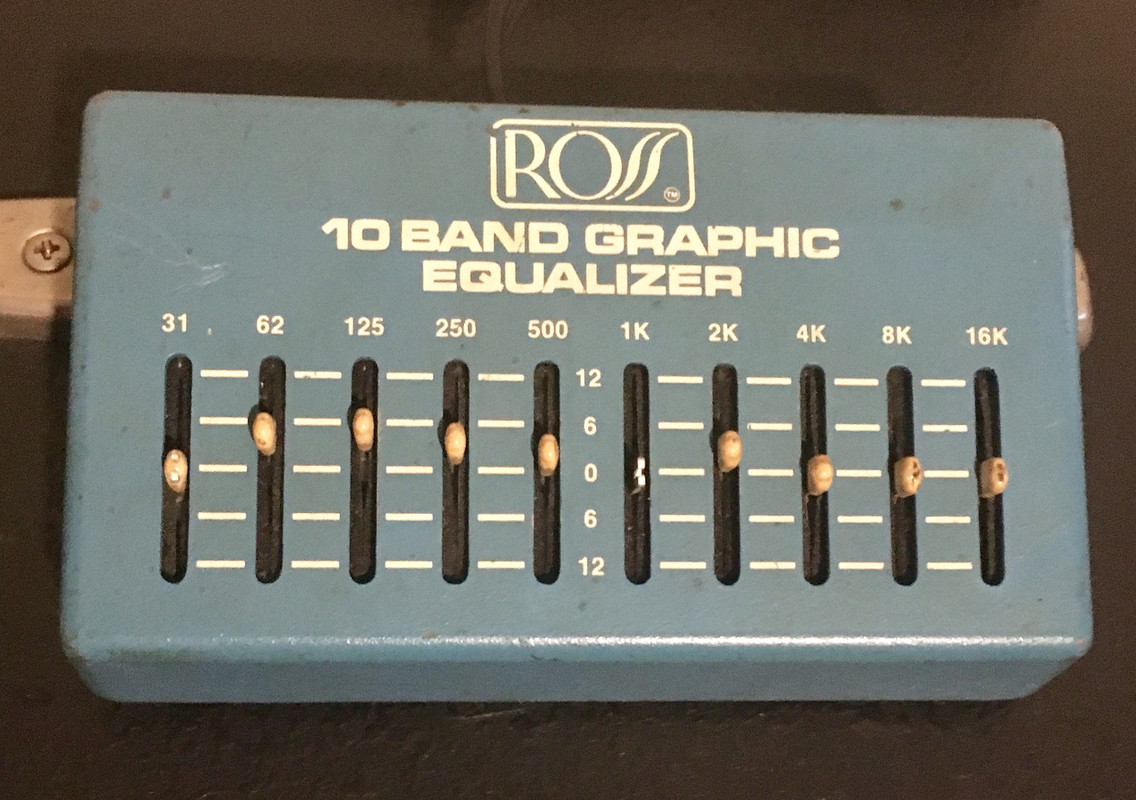 ROSS TM
10 BAND GRAPHIC
EQUALIZER
31 62 125 250 500 1K 2K 4K 8K 16K
12
6
0
6
12